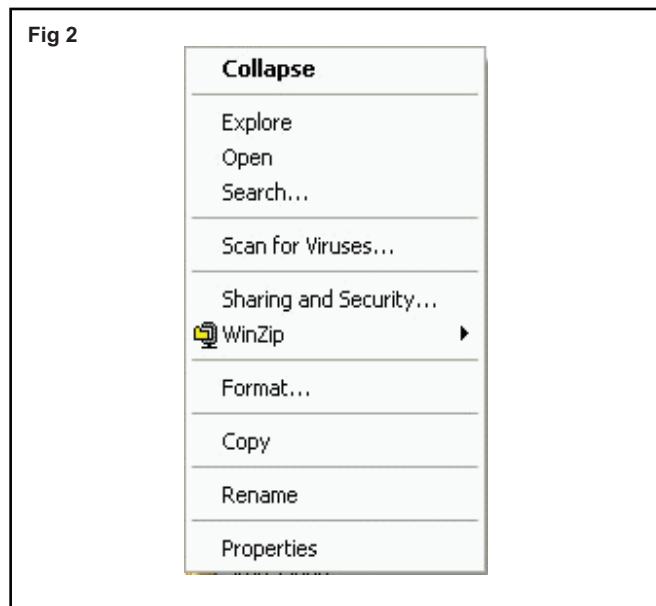 Fig 2
Collapse
Explore
Open
Search...
Scan for Viruses...
Sharing and Security...
WinZip
Format...
Copy
Rename
Properties